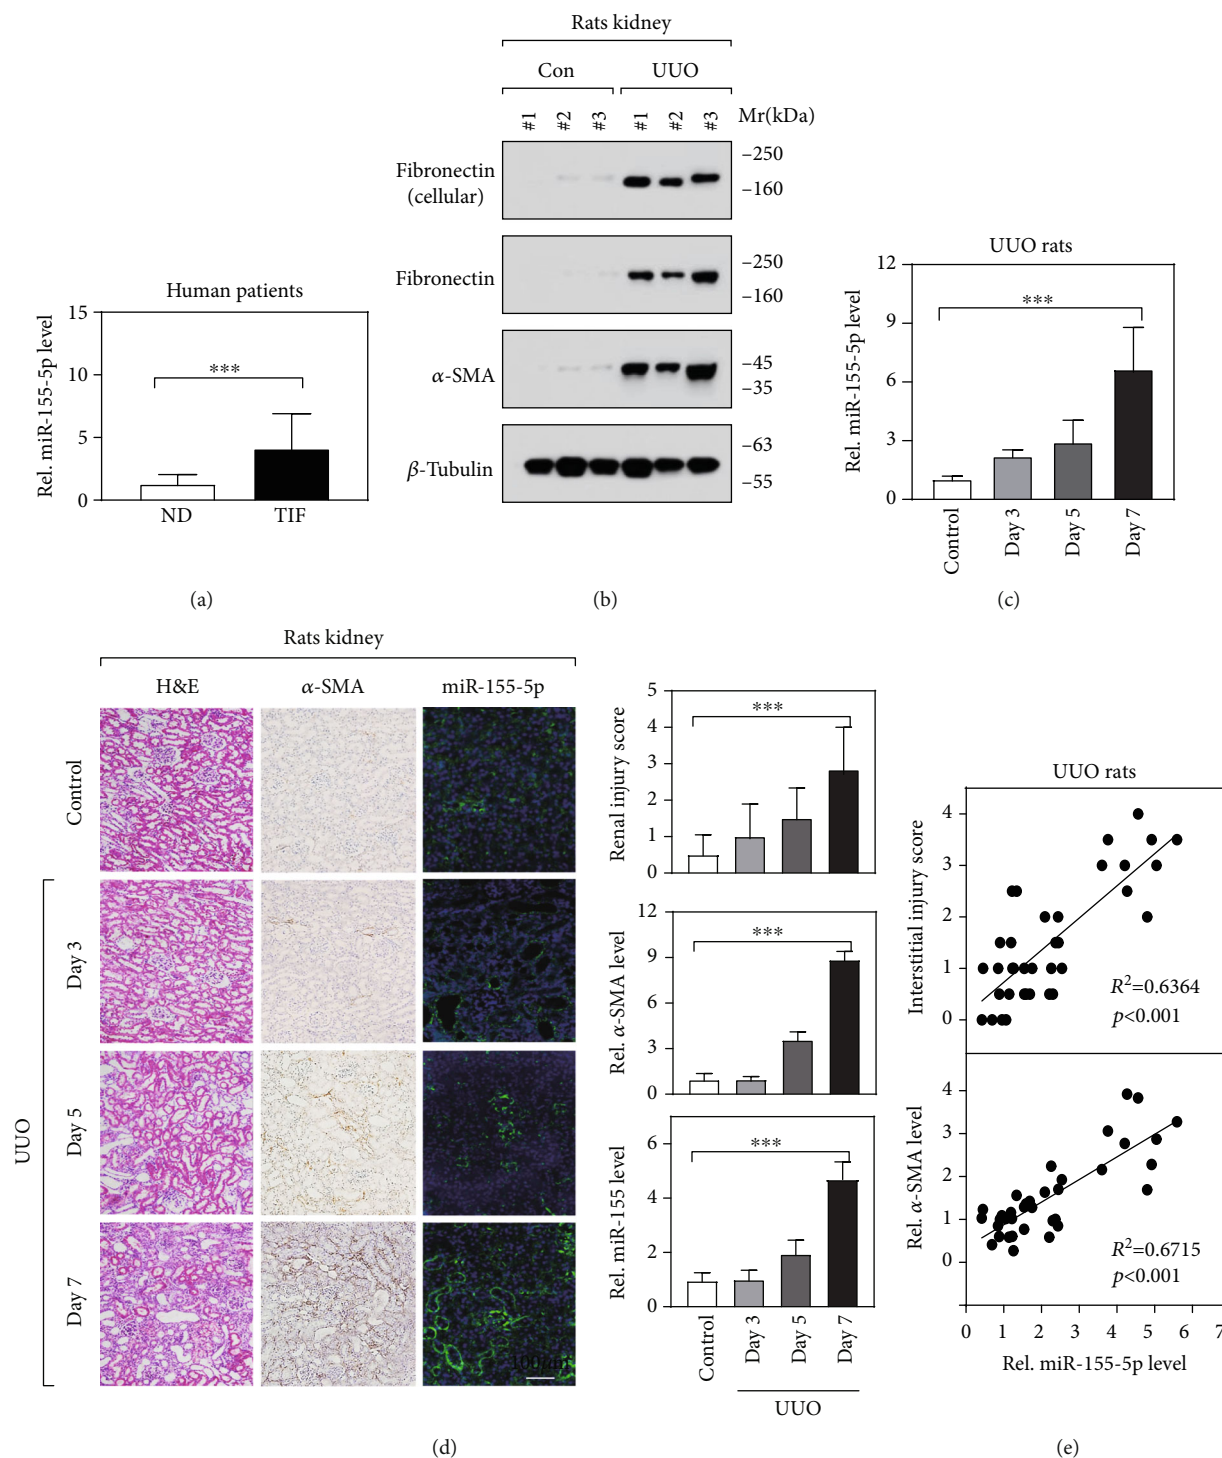 Human patients
Rel. miR-155-5p level
15
10
5
0
***
ND
TIF
(a)
Rats kidney
Con
UUO
#1
#2
#3
#1
#2
#3
Mr(kDa)
Fibronectin
(cellular)
–250
–160
Fibronectin
–250
–160
α-SMA
–45
–35
β-Tubulin
–63
–55
(b)
UUO rats
Rel. miR-155-5p level
12
9
6
3
0
***
Control
Day 3
Day 5
Day 7
(c)
Rats kidney
H&E
α-SMA
miR-155-5p
Control
UUO
Day 3
Day 5
Day 7
100μm
Renal injury score
5
4
3
2
1
0
***
Rel. α-SMA level
12
9
6
3
0
***
Rel. miR-155 level
6
4
2
0
***
Control
Day 3
Day 5
Day 7
UUO
(d)
UUO rats
Interstitial injury score
4
3
2
1
0
R²=0.6364
p<0.001
Rel. α-SMA level
4
3
2
1
0
R²=0.6715
p<0.001
0 1 2 3 4 5 6 7
Rel. miR-155-5p level
(e)